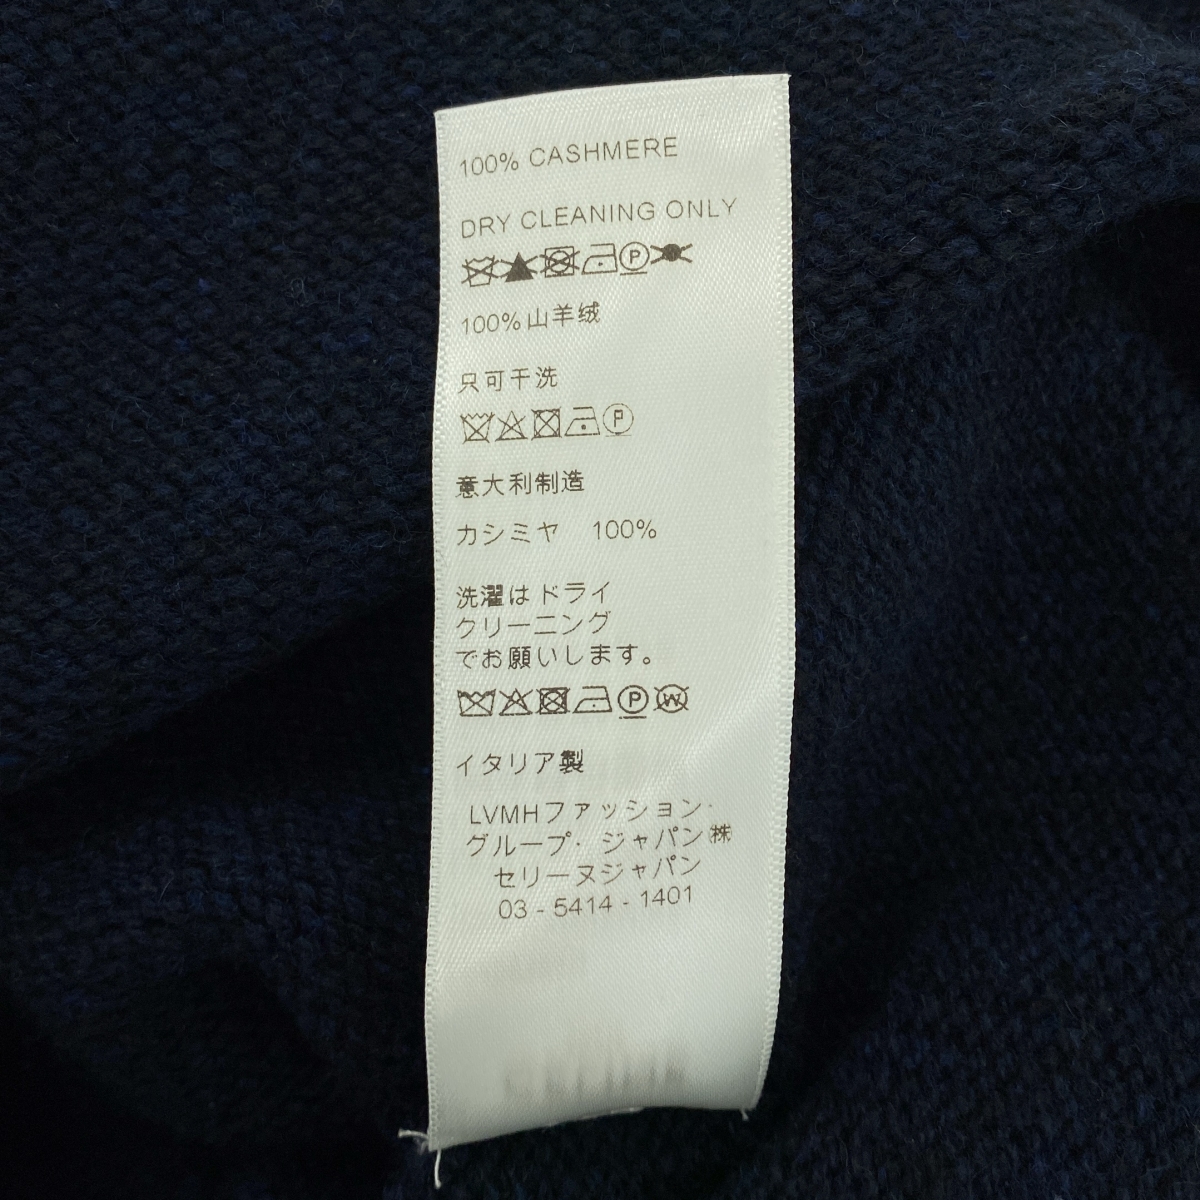 100% CASHMERE
DRY CLEANING ONLY
P
100%山羊绒
只可干洗
P
意大利制造
カシミヤ 100%
洗濯はドライ
クリーニング
でお願いします。
P W
イタリア製
LVMHファッション·
グループ· ジャパン㈱
セリーヌジャパン
03 - 5414 - 1401